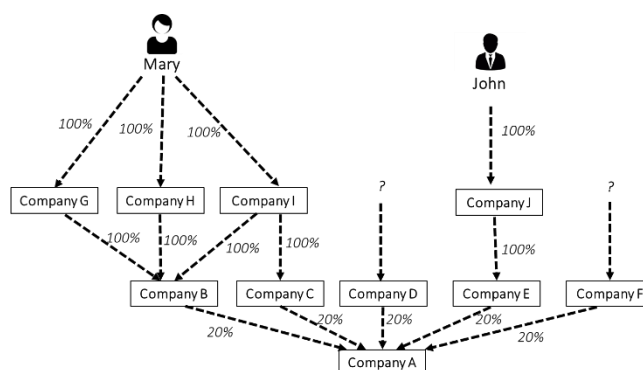 Mary
John
100%
100%
100%
100%
?
?
Company G
Company H
Company I
Company J
100%
100%
100%
100%
100%
Company B
Company C
Company D
Company E
Company F
20%
20%
20%
20%
20%
Company A